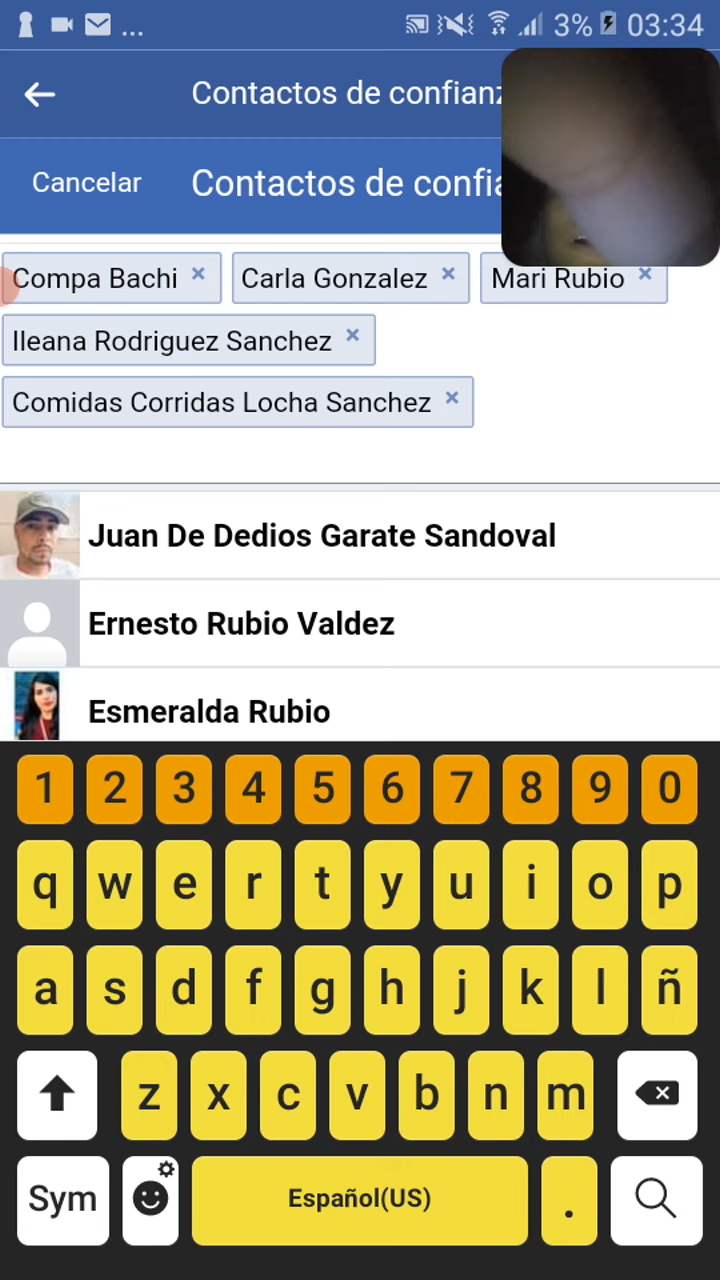 ... 3% 03:34
Contactos de confianz
Cancelar Contactos de confia
Compa Bachi × Carla Gonzalez × Mari Rubio ×
Ileana Rodriguez Sanchez ×
Comidas Corridas Locha Sanchez ×
Juan De Dedios Garate Sandoval
Ernesto Rubio Valdez
Esmeralda Rubio
1 2 3 4 5 6 7 8 9 0
q w e r t y u i o p
a s d f g h j k l ñ
z x c v b n m
Sym Español(US) .